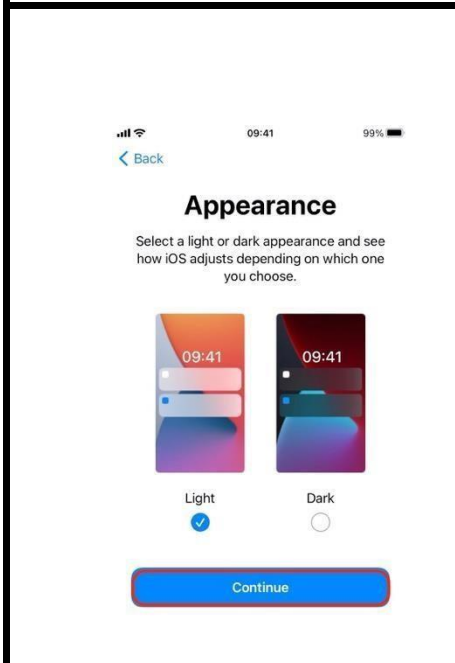 09:41
99%
Back
Appearance
Select a light or dark appearance and see
how iOS adjusts depending on which one
you choose.
09:41
09:41
Light
Dark
Continue